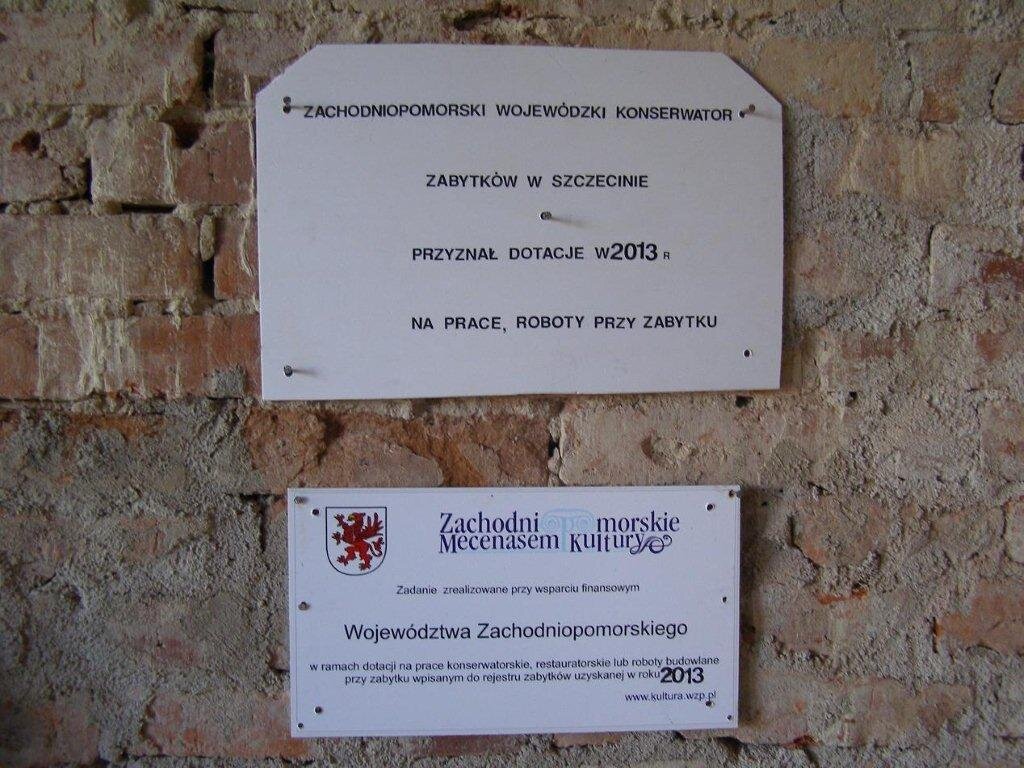 ZACHODNIOPOMORSKI WOJEWÓDZKI KONSERWATOR
ZABYTKÓW W SZCZECINIE
PRZYZNAŁ DOTACJE W 2013 R
NA PRACE, ROBOTY PRZY ZABYTKU
Zachodniopomorskie
Mecenasem Kultury
Zadanie zrealizowane przy wsparciu finansowym
Województwa Zachodniopomorskiego
w ramach dotacji na prace konserwatorskie, restauratorskie lub roboty budowlane
przy zabytku wpisanym do rejestru zabytków uzyskanej w roku 2013
www.kultura.wzp.pl